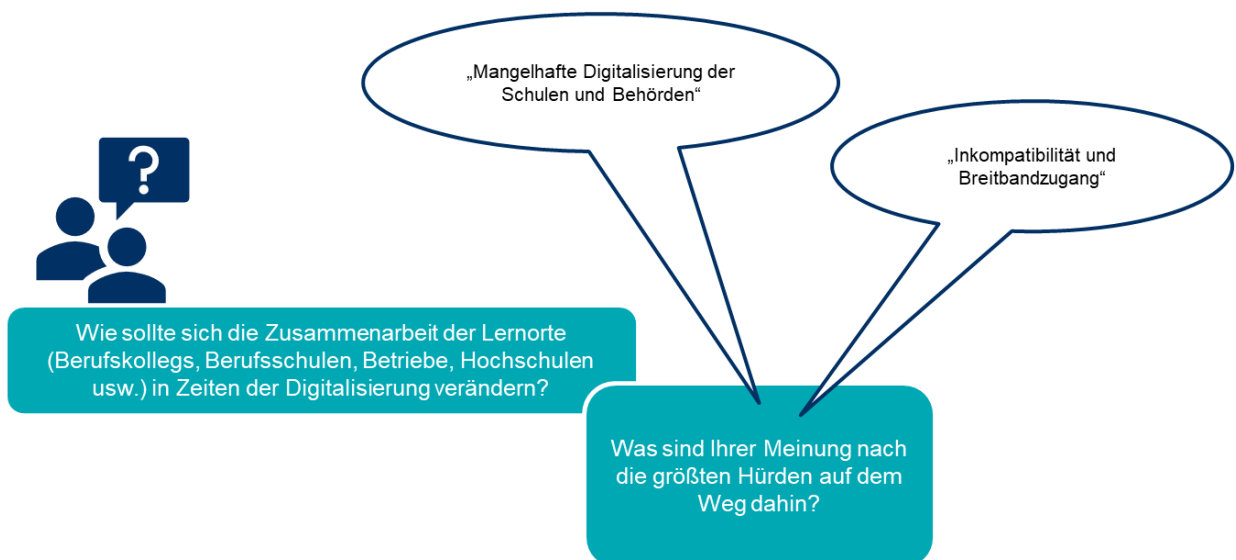 „Mangelhafte Digitalisierung der
Schulen und Behörden“
„Inkompatibilität und
Breitbandzugang“
?
Wie sollte sich die Zusammenarbeit der Lernorte
(Berufskollegs, Berufsschulen, Betriebe, Hochschulen
usw.) in Zeiten der Digitalisierung verändern?
Was sind Ihrer Meinung nach
die größten Hürden auf dem
Weg dahin?